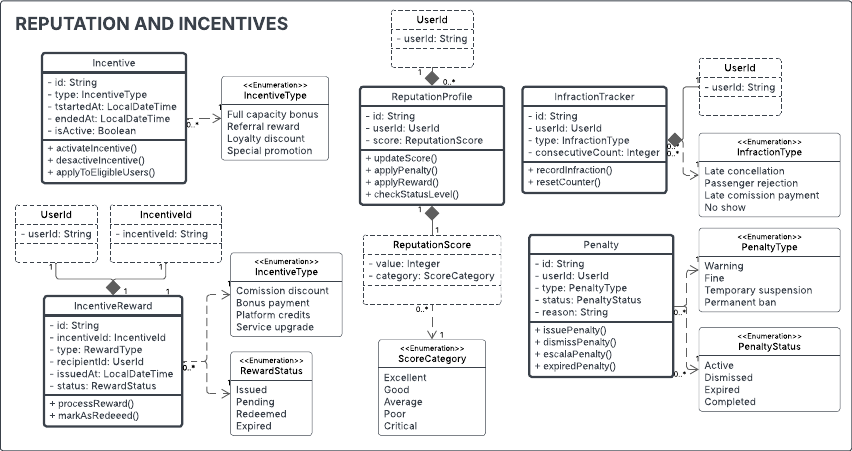 REPUTATION AND INCENTIVES
Incentive
- id: String
- type: IncentiveType
- tstartedAt: LocalDateTime
- endedAt: LocalDateTime
- isActive: Boolean
+ activateIncentive()
+ desactiveIncentive()
+ applyToEligibleUsers()
0..*
<<Enumeration>>
IncentiveType
Full capacity bonus
Referral reward
Loyalty discount
Special promotion
UserId
- userId: String
1
0..*
ReputationProfile
- id: String
- userId: UserId
- score: ReputationScore
+ updateScore()
+ applyPenalty()
+ applyReward()
+ checkStatusLevel()
1
1
ReputationScore
- value: Integer
- category: ScoreCategory
0..*
1
<<Enumeration>>
ScoreCategory
Excellent
Good
Average
Poor
Critical
InfractionTracker
- id: String
- userId: UserId
- type: InfractionType
- consecutiveCount: Integer
+ recordInfraction()
+ resetCounter()
0..*
0..*
UserId
- userId: String
1
<<Enumeration>>
InfractionType
Late concellation
Passenger rejection
Late comission payment
No show
UserId
- userId: String
1
IncentiveId
- incentiveId: String
1
1
1
IncentiveReward
- id: String
- incentiveId: IncentiveId
- type: RewardType
- recipientId: UserId
- issuedAt: LocalDateTime
- status: RewardStatus
+ processReward()
+ markAsRedeeed()
0..*
<<Enumeration>>
IncentiveType
Comission discount
Bonus payment
Platform credits
Service upgrade
<<Enumeration>>
RewardStatus
Issued
Pending
Redeemed
Expired
Penalty
- id: String
- userId: UserId
- type: PenaltyType
- status: PenaltyStatus
- reason: String
+ issuePenalty()
+ dismissPenalty()
+ escalaPenalty()
+ expiredPenalty()
0..*
0..*
<<Enumeration>>
PenaltyType
Warning
Fine
Temporary suspension
Permanent ban
<<Enumeration>>
PenaltyStatus
Active
Dismissed
Expired
Completed